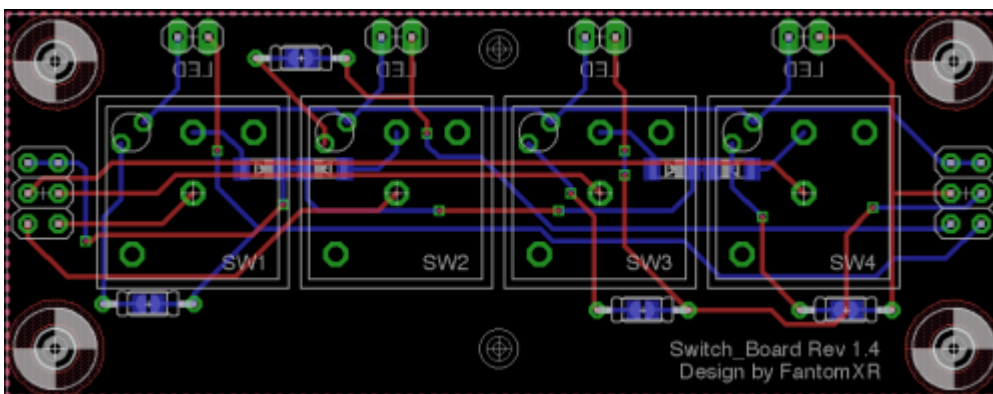 LED LED LED LED
SW1 SW2 SW3 SW4
Switch_Board Rev 1.4
Design by FantomXR